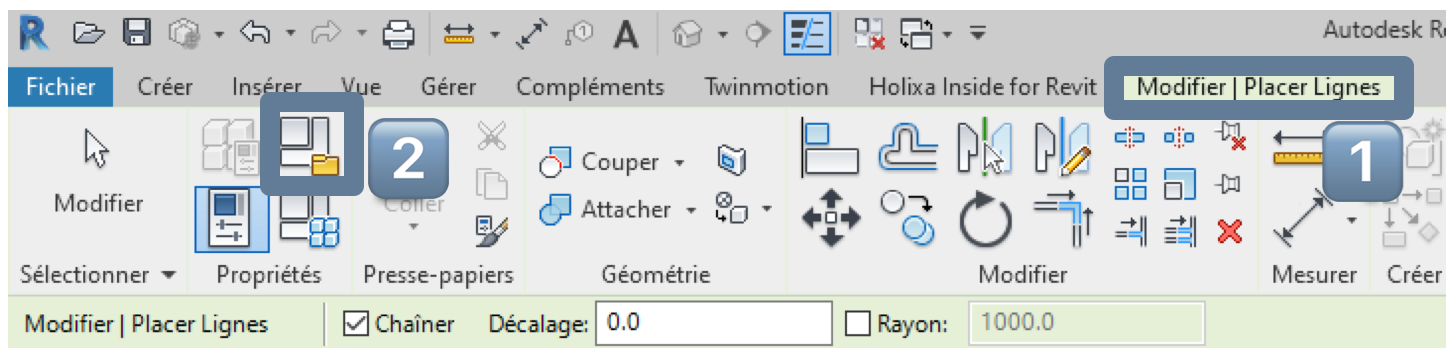 R A Autodesk Re
Fichier Créer Insérer Vue Gérer Compléments Twinmotion Holixa Inside for Revit Modifier | Placer Lignes
2 Couper 1
Modifier Coller Attacher
Sélectionner Propriétés Presse-papiers Géométrie Modifier Mesurer Créer
Modifier | Placer Lignes Chaîner Décalage: 0.0 Rayon: 1000.0